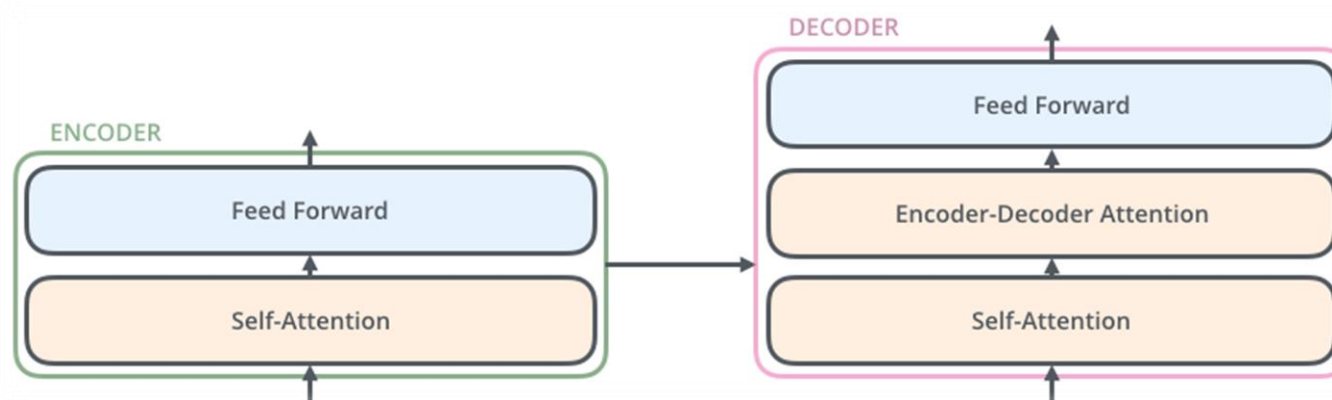 ENCODER
Feed Forward
Self-Attention
DECODER
Feed Forward
Encoder-Decoder Attention
Self-Attention